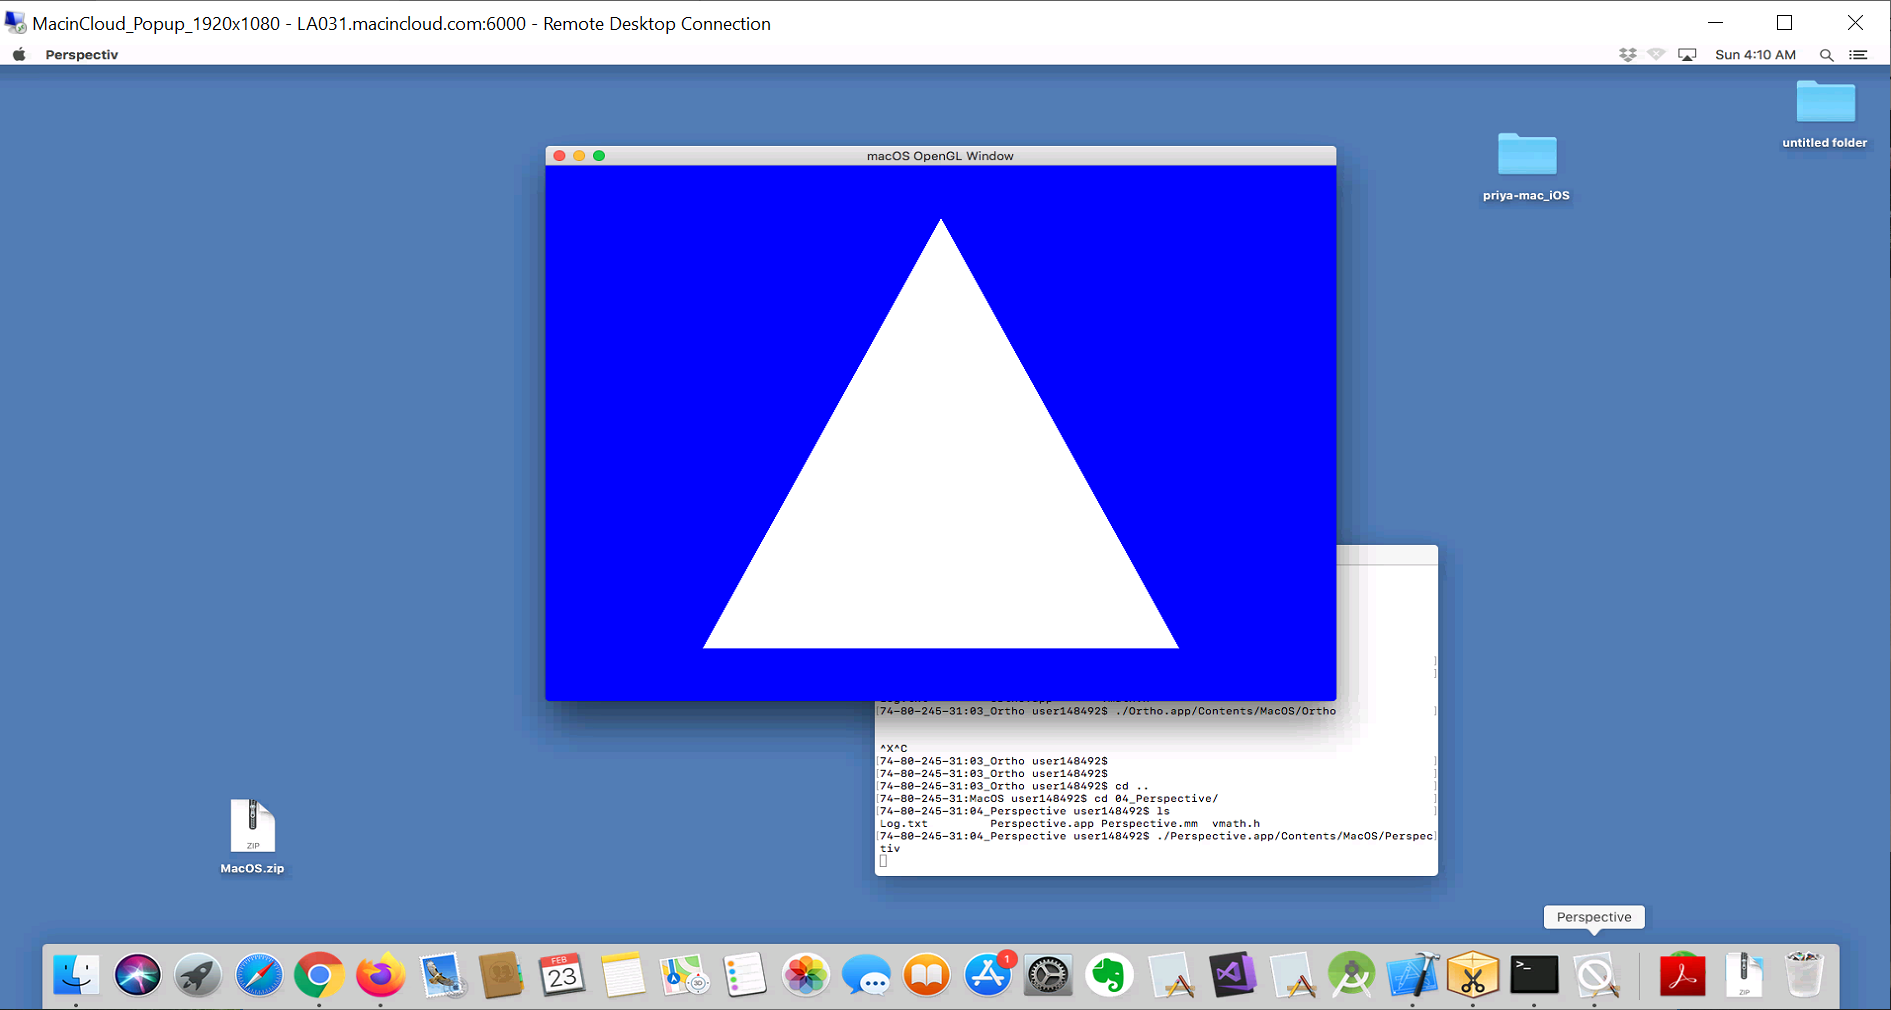 MacinCloud_Popup_1920x1080 - LA031.macincloud.com:6000 - Remote Desktop Connection
Perspectiv
Sun 4:10 AM
untitled folder
priya-mac_iOS
macOS OpenGL Window
[74-80-245-31:03_Ortho user148492$ ./Ortho.app/Contents/MacOS/Ortho ]
^X^C
[74-80-245-31:03_Ortho user148492$ ]
[74-80-245-31:03_Ortho user148492$ ]
[74-80-245-31:03_Ortho user148492$ cd .. ]
[74-80-245-31:MacOS user148492$ cd 04_Perspective/ ]
[74-80-245-31:04_Perspective user148492$ ls ]
Log.txt Perspective.app Perspective.mm vmath.h
[74-80-245-31:04_Perspective user148492$ ./Perspective.app/Contents/MacOS/Perspec]
tiv
ZIP
MacOS.zip
Perspective
FEB
23
3D
1
>_
ZIP